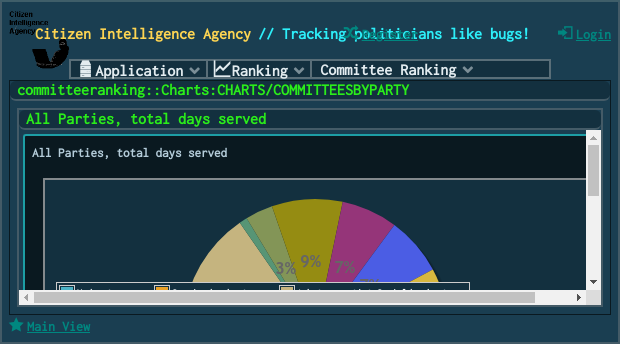 Citizen
Intelligence
Agency
Citizen Intelligence Agency // Tracking politicians like bugs!
Register
Login
Application
Ranking
Committee Ranking
committeeranking::Charts:CHARTS/COMMITTEESBYPARTY
All Parties, total days served
All Parties, total days served
3%
9%
7%
Main View